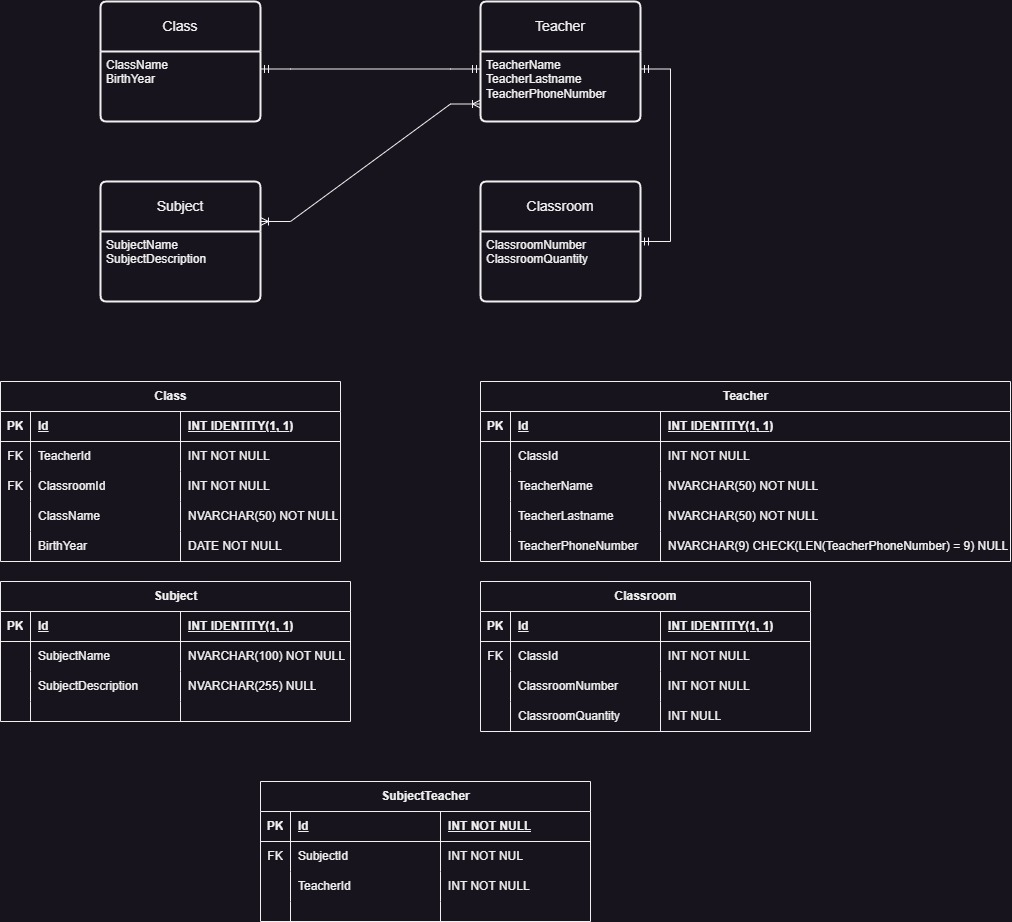 Class
ClassName
BirthYear
Teacher
TeacherName
TeacherLastname
TeacherPhoneNumber
Subject
SubjectName
SubjectDescription
Classroom
ClassroomNumber
ClassroomQuantity
Class
PK Id INT IDENTITY(1, 1)
FK TeacherId INT NOT NULL
FK ClassroomId INT NOT NULL
ClassName NVARCHAR(50) NOT NULL
BirthYear DATE NOT NULL
Teacher
PK Id INT IDENTITY(1, 1)
ClassId INT NOT NULL
TeacherName NVARCHAR(50) NOT NULL
TeacherLastname NVARCHAR(50) NOT NULL
TeacherPhoneNumber NVARCHAR(9) CHECK(LEN(TeacherPhoneNumber) = 9) NULL
Subject
PK Id INT IDENTITY(1, 1)
SubjectName NVARCHAR(100) NOT NULL
SubjectDescription NVARCHAR(255) NULL
Classroom
PK Id INT IDENTITY(1, 1)
FK ClassId INT NOT NULL
ClassroomNumber INT NOT NULL
ClassroomQuantity INT NULL
SubjectTeacher
PK Id INT NOT NULL
FK SubjectId INT NOT NUL
TeacherId INT NOT NULL